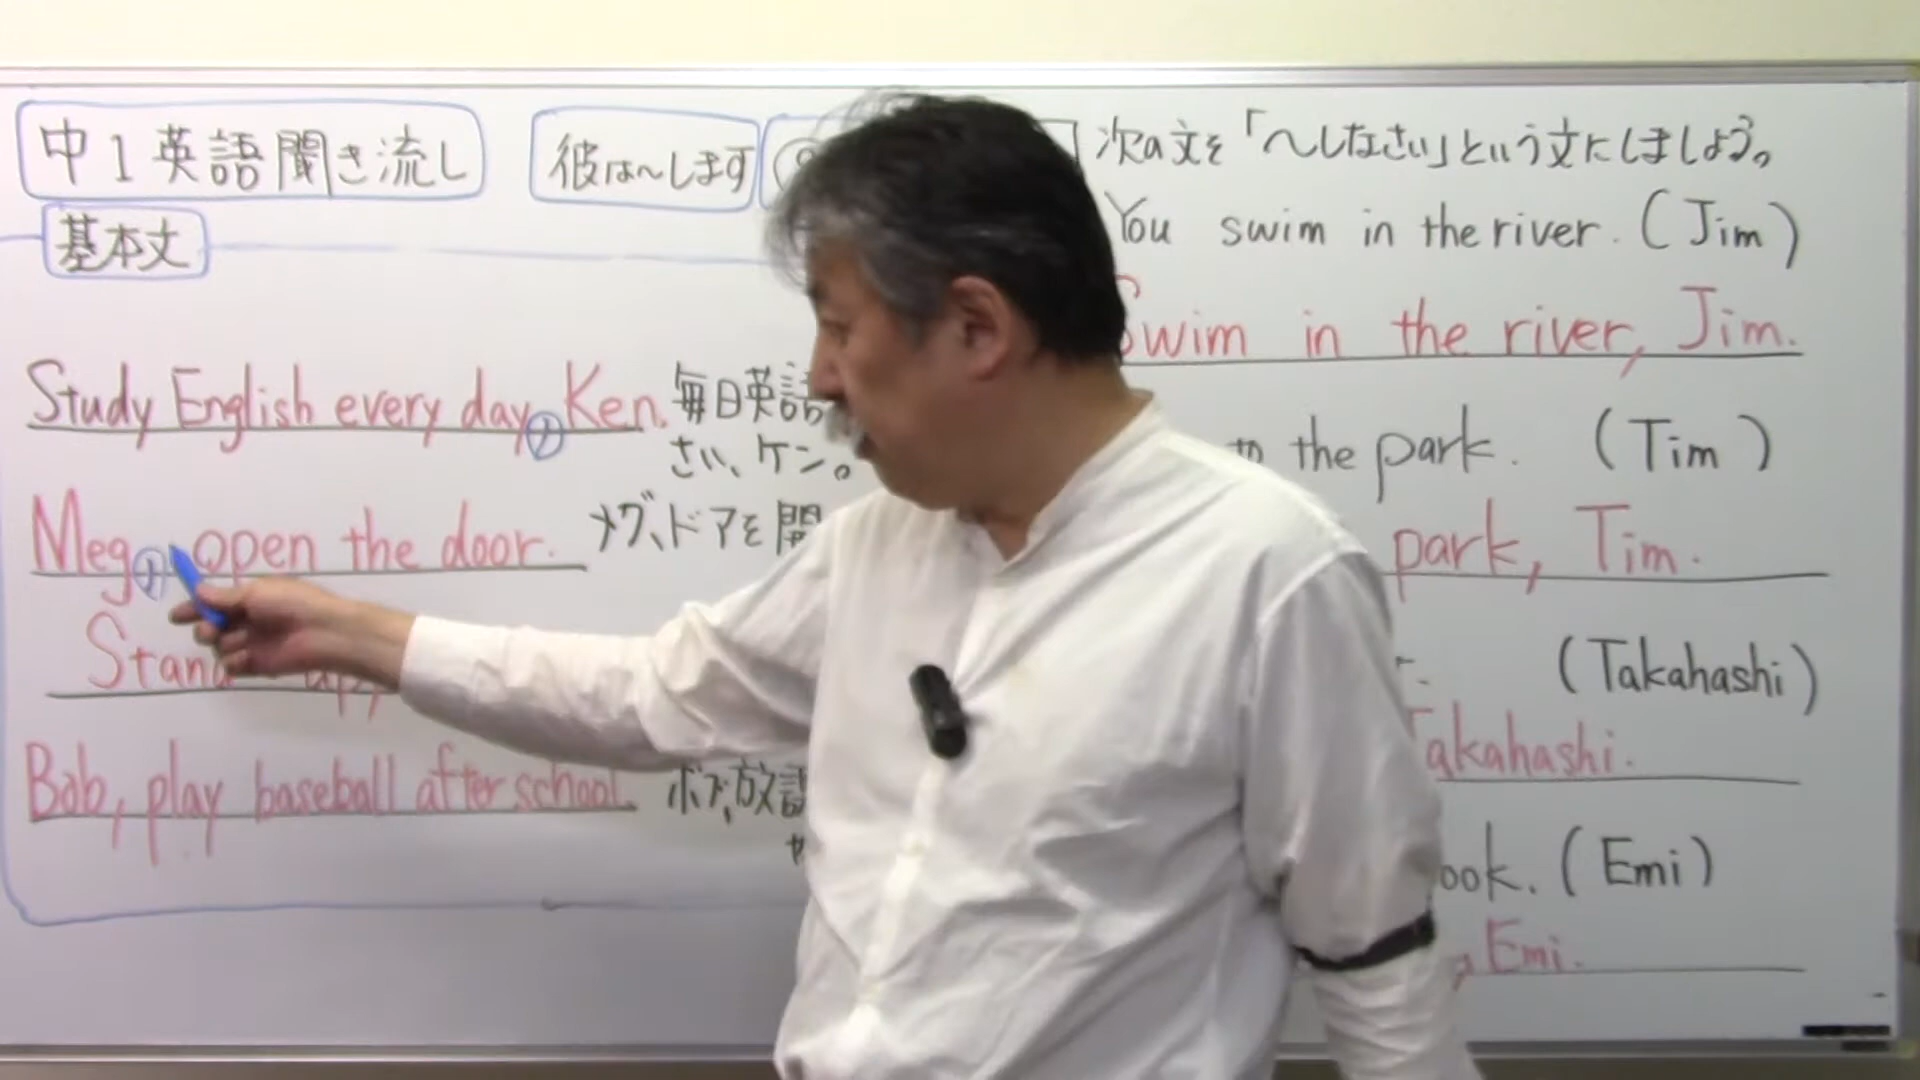 中1英語聞き流し
彼は〜します
基本文
Study English every day, Ken.
毎日英語
さい、ケン。
Meg, open the door.
メグ、ドアを開
Stand up,
Bob, play baseball after school.
ボブ、放課
次の文を「〜しなさい」という文にしましょう。
You swim in the river. (Jim)
Swim in the river, Jim.
to the park. (Tim)
park, Tim.
(Takahashi)
Takahashi.
(Emi)
, Emi.